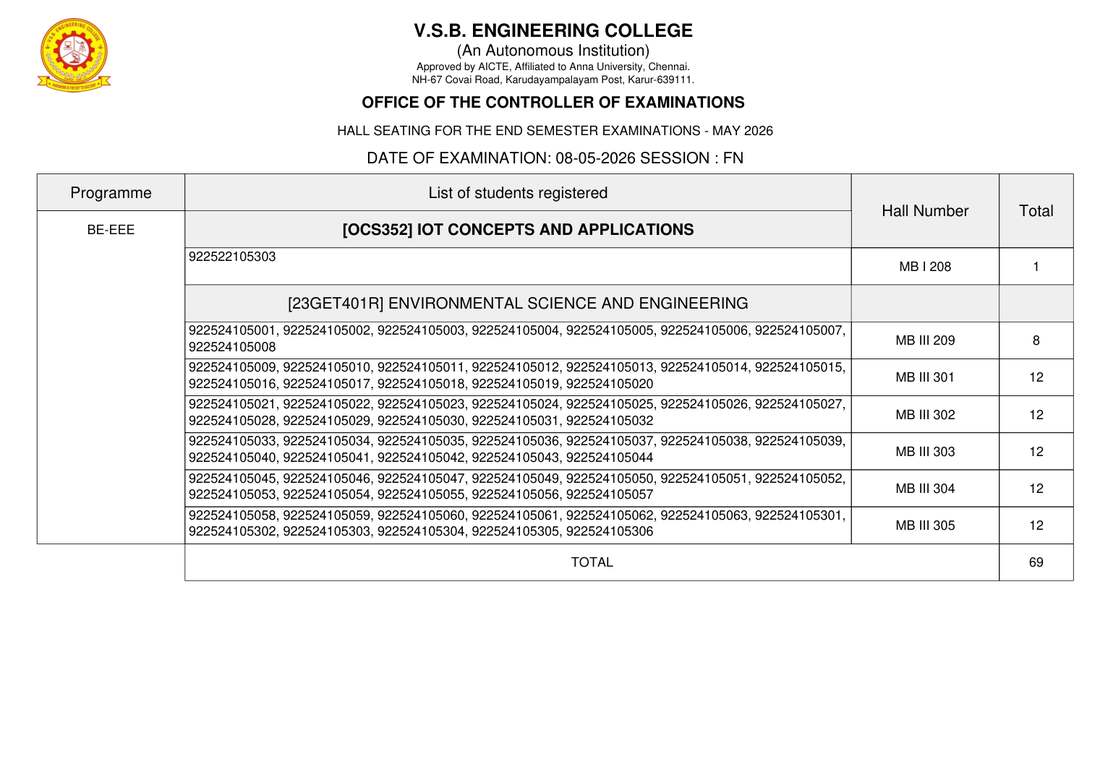 V.S.B. ENGINEERING COLLEGE
(An Autonomous Institution)
Approved by AICTE, Affiliated to Anna University, Chennai.
NH-67 Covai Road, Karudayampalayam Post, Karur-639111.
OFFICE OF THE CONTROLLER OF EXAMINATIONS
HALL SEATING FOR THE END SEMESTER EXAMINATIONS - MAY 2026
DATE OF EXAMINATION: 08-05-2026 SESSION : FN
Programme List of students registered Hall Number Total
BE-EEE [OCS352] IOT CONCEPTS AND APPLICATIONS
922522105303 MB I 208 1
[23GET401R] ENVIRONMENTAL SCIENCE AND ENGINEERING
922524105001, 922524105002, 922524105003, 922524105004, 922524105005, 922524105006, 922524105007,
922524105008 MB III 209 8
922524105009, 922524105010, 922524105011, 922524105012, 922524105013, 922524105014, 922524105015,
922524105016, 922524105017, 922524105018, 922524105019, 922524105020 MB III 301 12
922524105021, 922524105022, 922524105023, 922524105024, 922524105025, 922524105026, 922524105027,
922524105028, 922524105029, 922524105030, 922524105031, 922524105032 MB III 302 12
922524105033, 922524105034, 922524105035, 922524105036, 922524105037, 922524105038, 922524105039,
922524105040, 922524105041, 922524105042, 922524105043, 922524105044 MB III 303 12
922524105045, 922524105046, 922524105047, 922524105049, 922524105050, 922524105051, 922524105052,
922524105053, 922524105054, 922524105055, 922524105056, 922524105057 MB III 304 12
922524105058, 922524105059, 922524105060, 922524105061, 922524105062, 922524105063, 922524105301,
922524105302, 922524105303, 922524105304, 922524105305, 922524105306 MB III 305 12
TOTAL 69